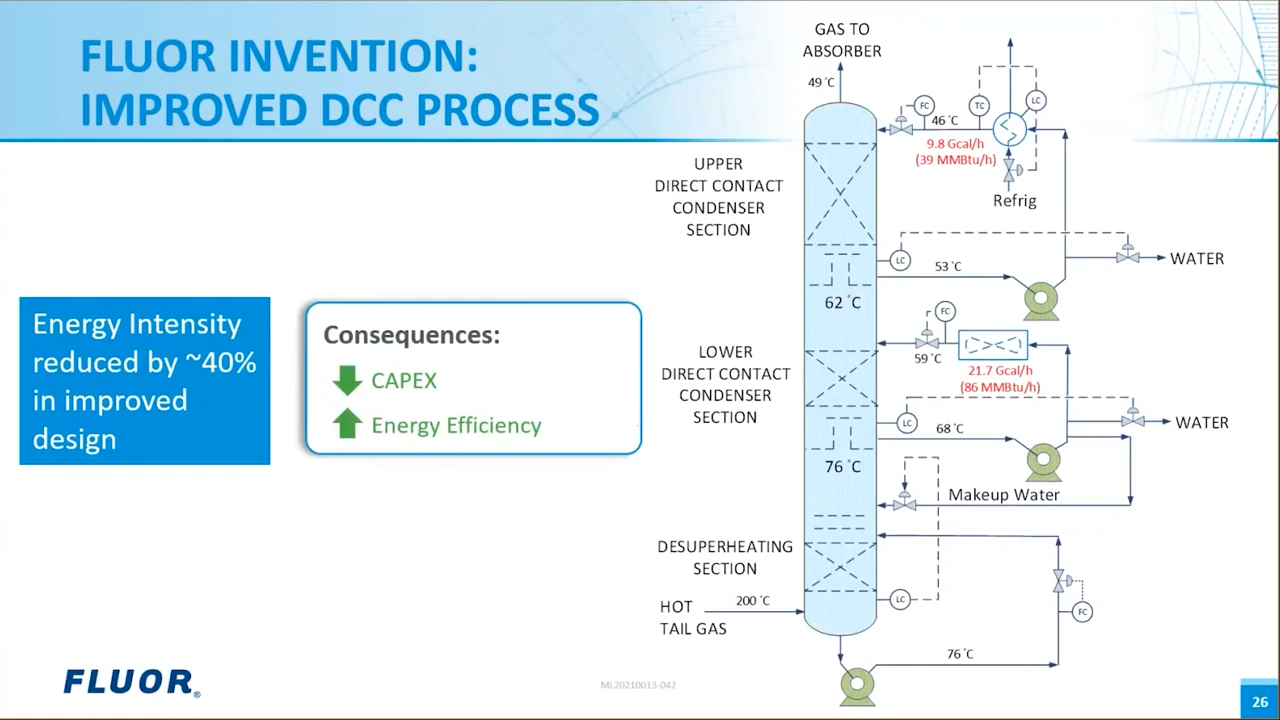 FLUOR INVENTION:
IMPROVED DCC PROCESS
Energy Intensity
reduced by ~40%
in improved
design
Consequences:
CAPEX
Energy Efficiency
GAS TO
ABSORBER
49°C
FC
TC
LC
46°C
9.8 Gcal/h
(39 MMBtu/h)
Refrig
UPPER
DIRECT CONTACT
CONDENSER
SECTION
LC
53°C
WATER
62 °C
FC
59°C
21.7 Gcal/h
(86 MMBtu/h)
LOWER
DIRECT CONTACT
CONDENSER
SECTION
LC
68°C
WATER
76 °C
Makeup Water
DESUPERHEATING
SECTION
200 °C
HOT
TAIL GAS
LC
FC
76°C
FLUOR®
ML20210013-042
26